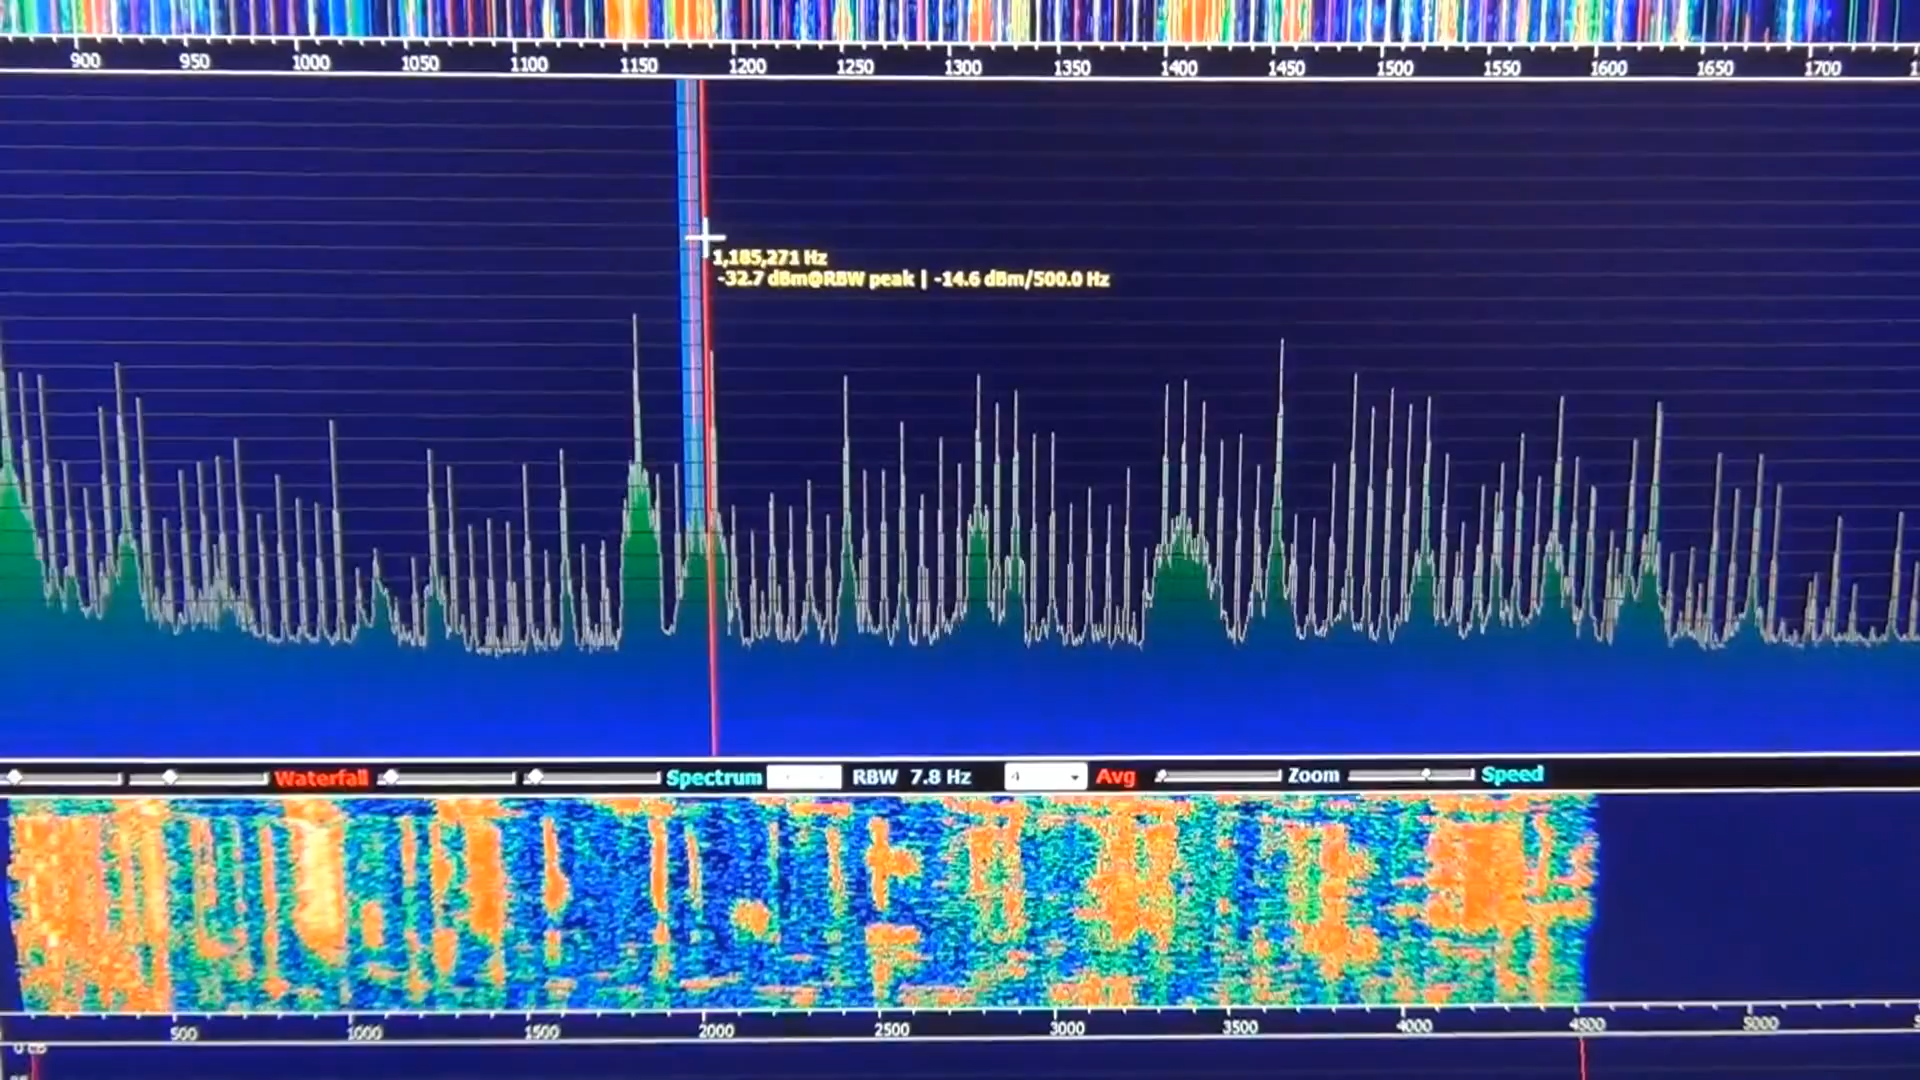 900 950 1000 1050 1100 1150 1200 1250 1300 1350 1400 1450 1500 1550 1600 1650 1700
1,185,271 Hz
-32.7 dBm@RBW peak | -14.6 dBm/500.0 Hz
Waterfall Spectrum RBW 7.8 Hz 4 Avg Zoom Speed
500 1000 1500 2000 2500 3000 3500 4000 4500 5000